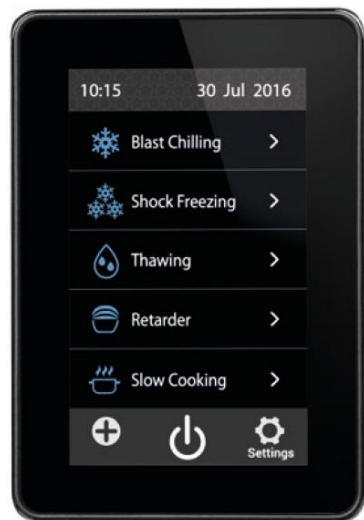 10:15 30 Jul 2016
Blast Chilling
Shock Freezing
Thawing
Retarder
Slow Cooking
Settings